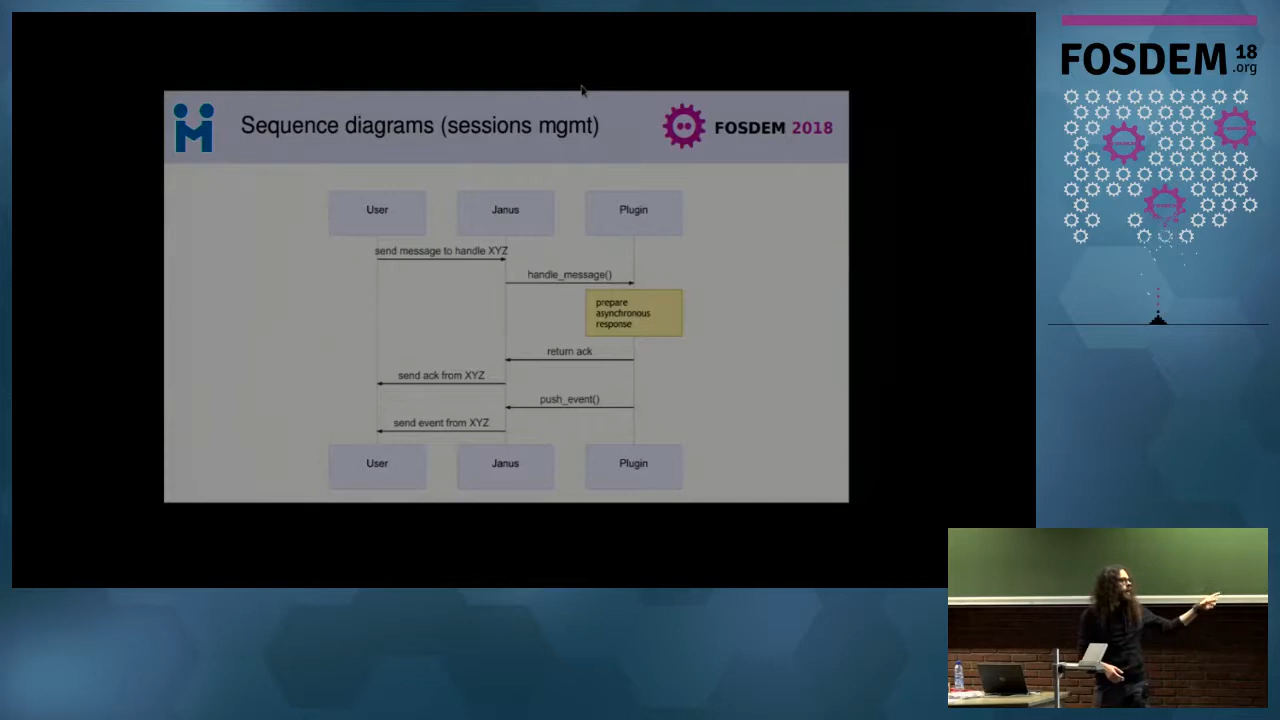 Sequence diagrams (sessions mgmt)
FOSDEM 2018
User Janus Plugin
send message to handle XYZ
handle_message()
prepare
asynchronous
response
return ack
send ack from XYZ
push_event()
send event from XYZ
User Janus Plugin
FOSDEM 18
.org